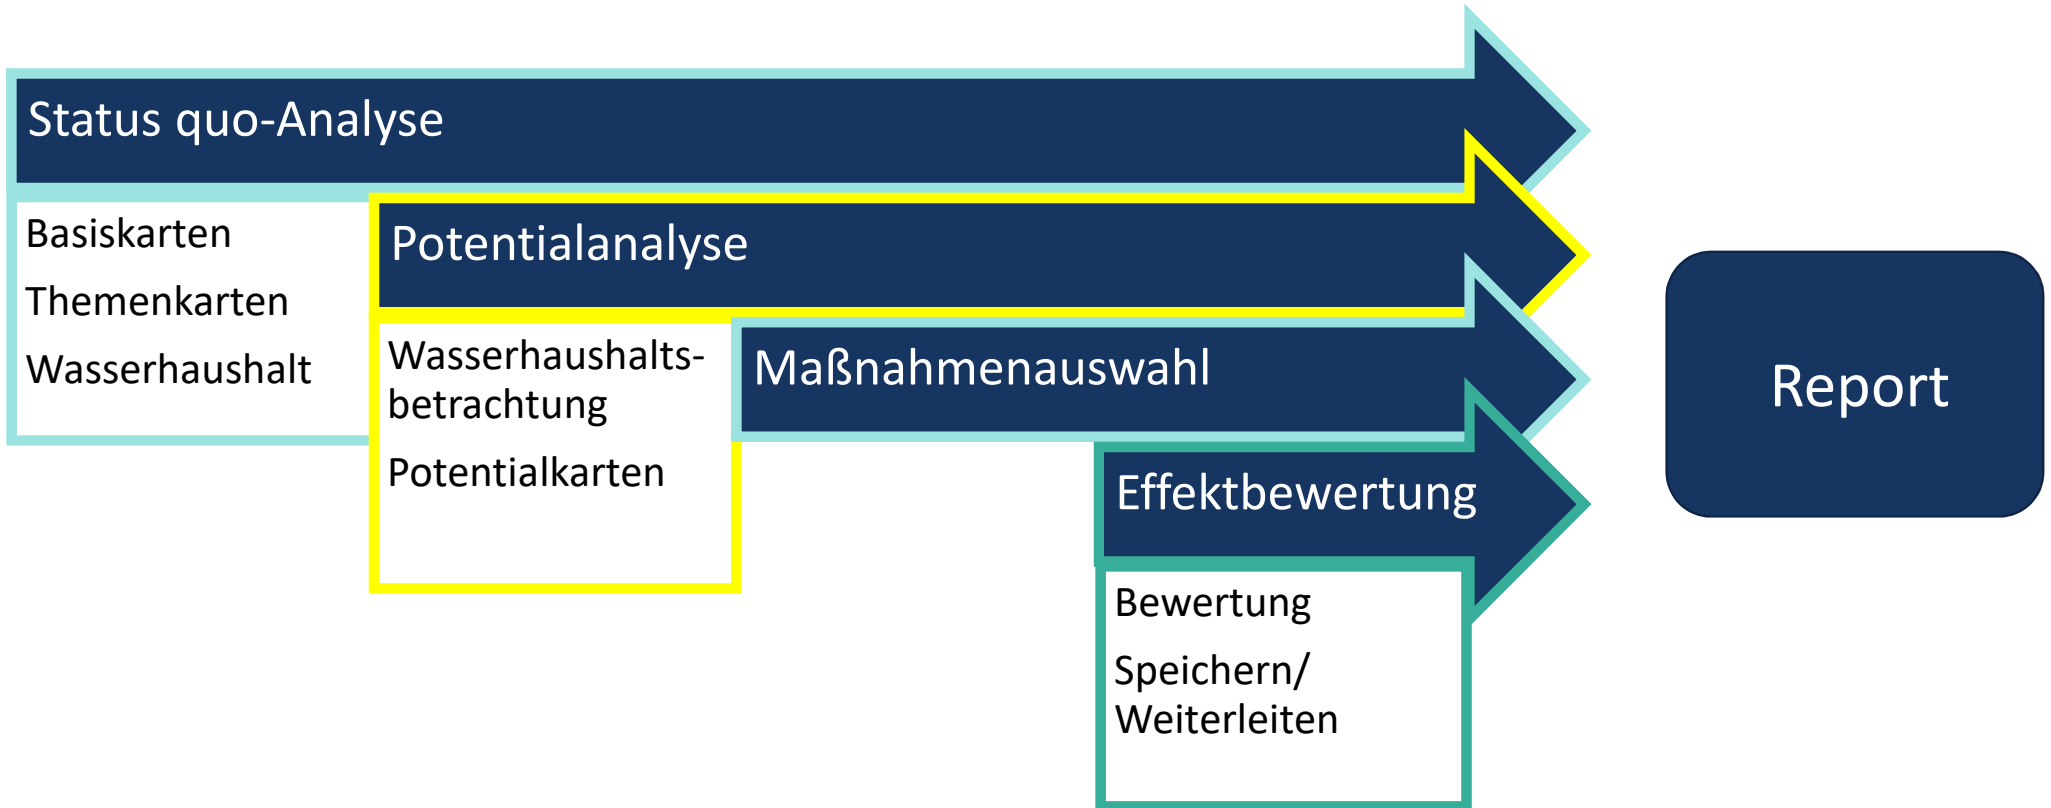 Status quo-Analyse
Basiskarten
Themenkarten
Wasserhaushalt
Potentialanalyse
Wasserhaushalts-
betrachtung
Potentialkarten
Maßnahmenauswahl
Effektbewertung
Bewertung
Speichern/
Weiterleiten
Report